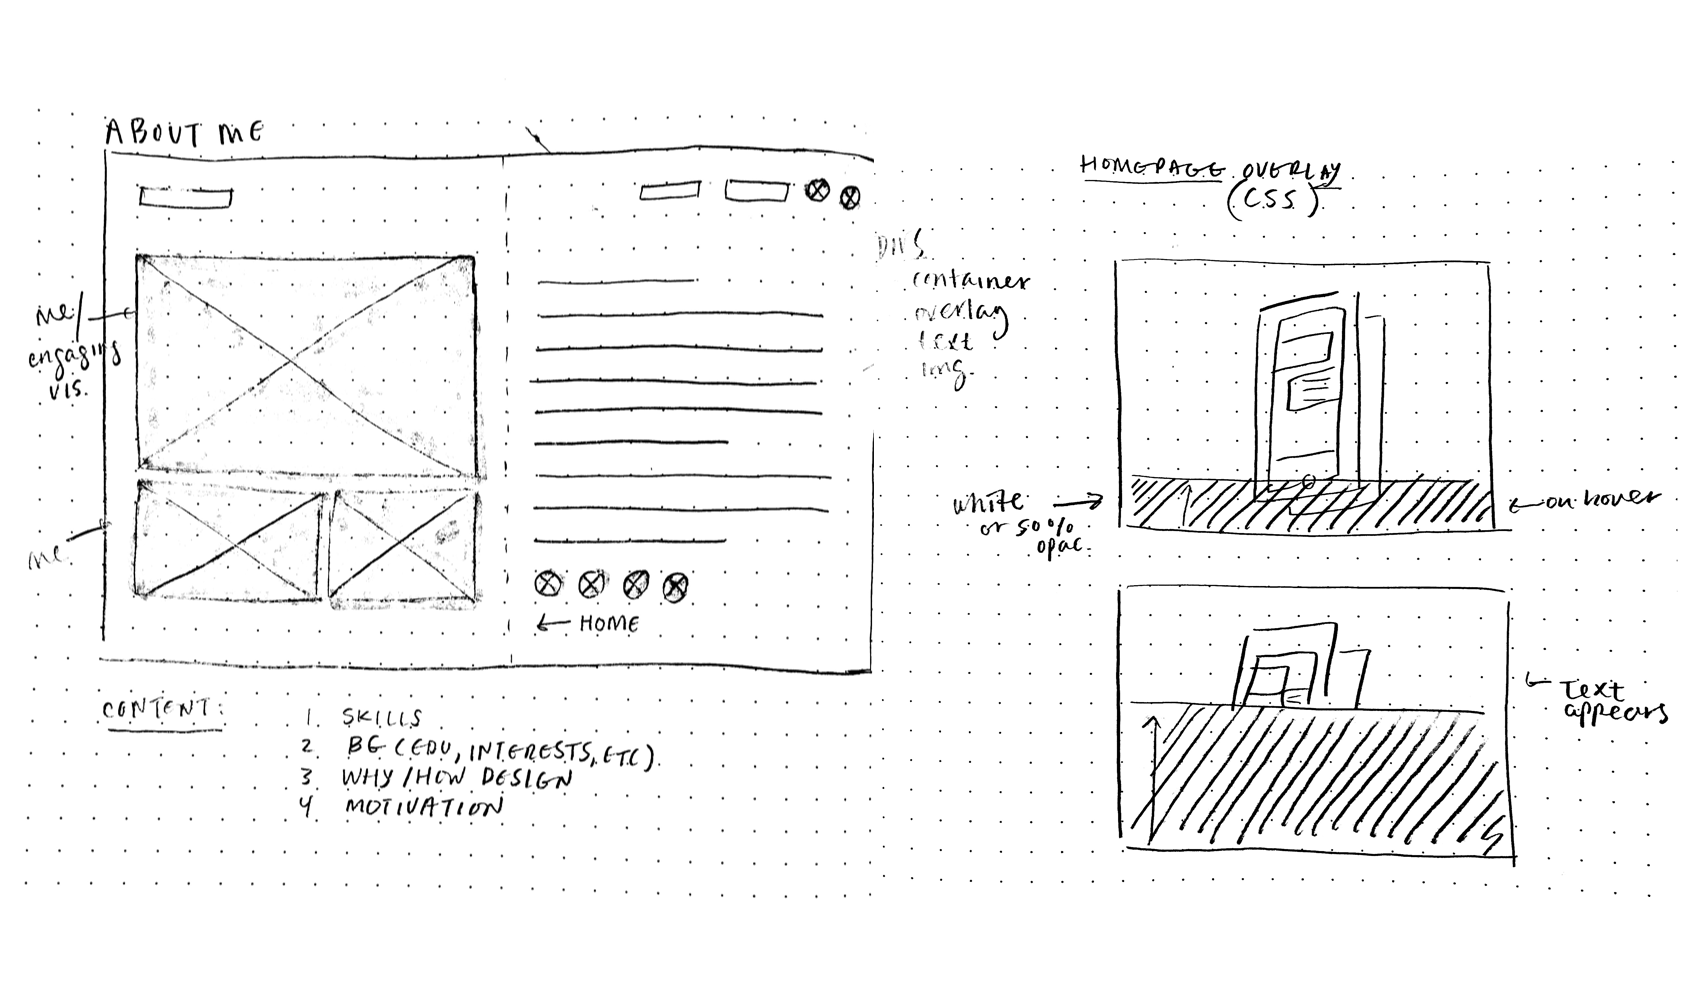 ABOUT ME
me/
engaging
vis.
me
← HOME
CONTENT:
1. SKILLS
2 BG (EDU, INTERESTS, ETC)
3 WHY/HOW DESIGN
4 MOTIVATION
HOMEPAGE OVERLAY
(CSS)
DIVS
container
overlay
text
img.
white →
or 50%
opac.
← on hover
← Text
appears